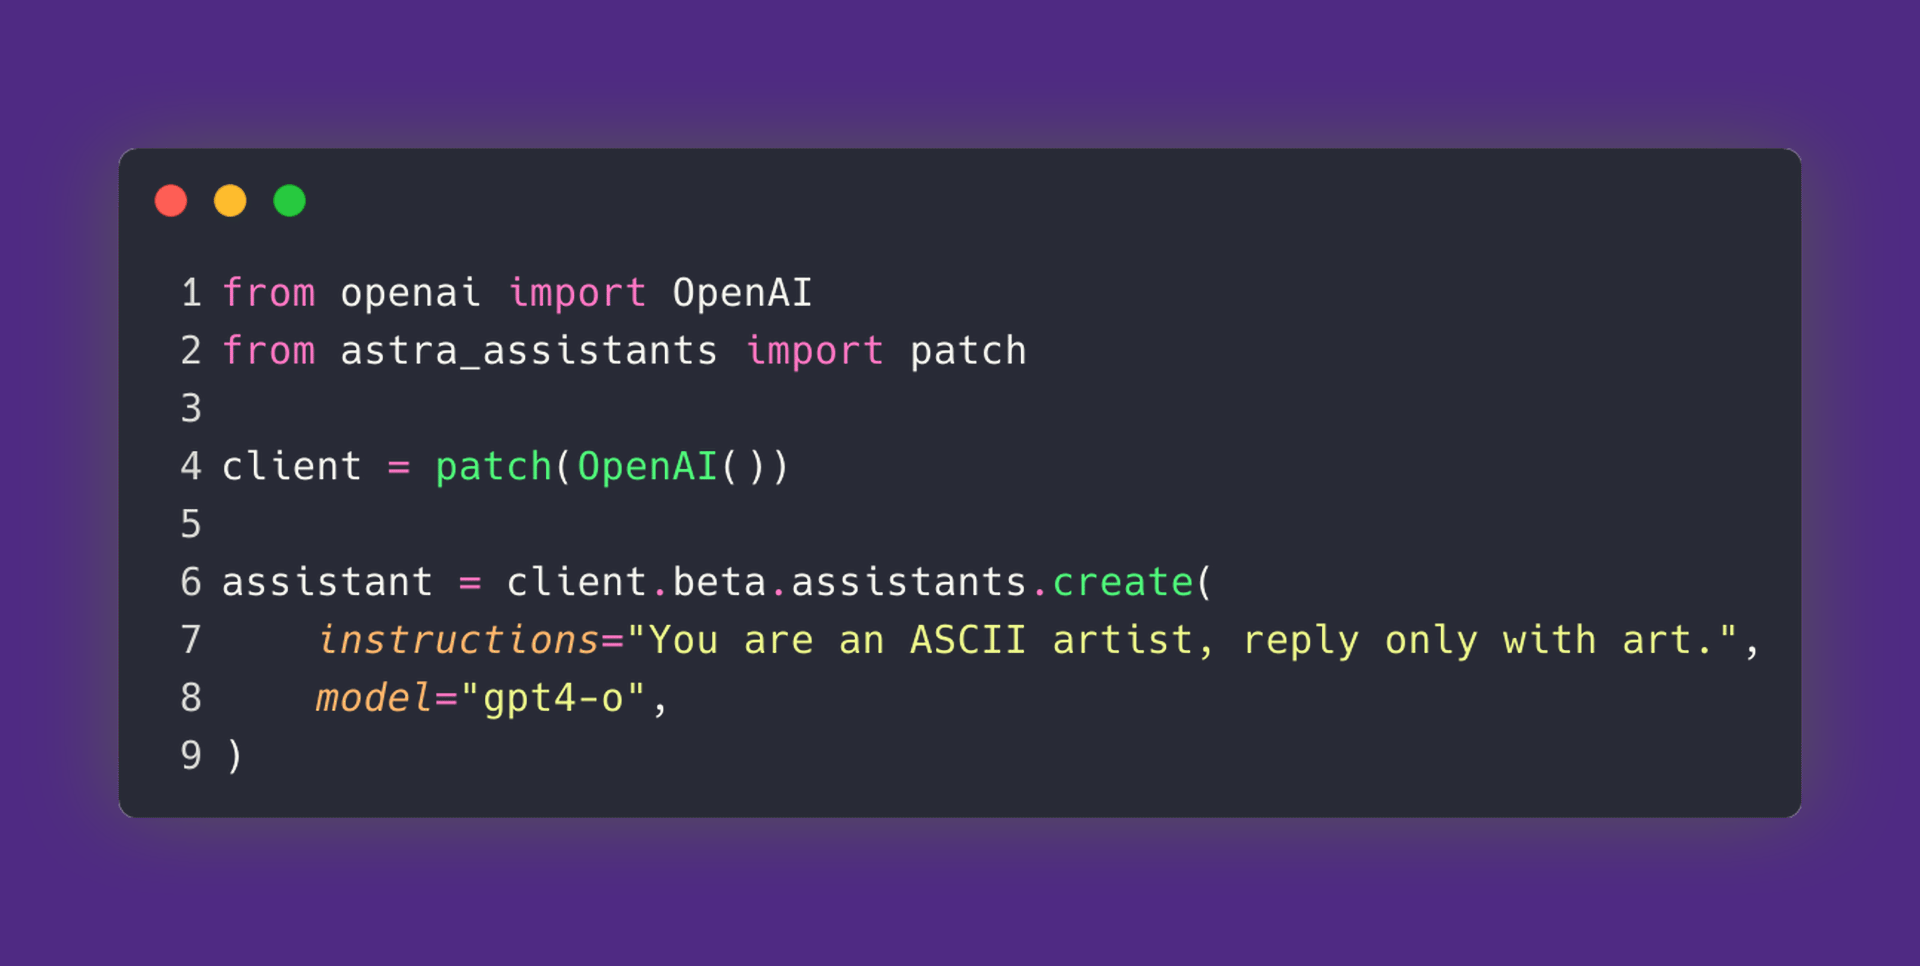 1 from openai import OpenAI
2 from astra_assistants import patch
3
4 client = patch(OpenAI())
5
6 assistant = client.beta.assistants.create(
7     instructions="You are an ASCII artist, reply only with art.",
8     model="gpt4-o",
9 )